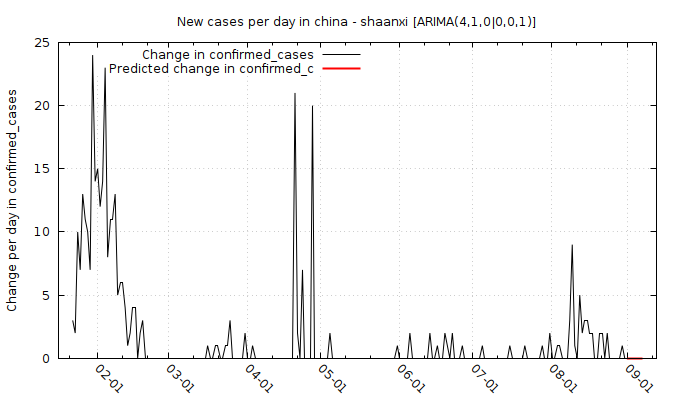 New cases per day in china - shaanxi [ARIMA(4,1,0|0,0,1)]
Change in confirmed_cases
Predicted change in confirmed_c
Change per day in confirmed_cases
25
20
15
10
5
0
02-01 03-01 04-01 05-01 06-01 07-01 08-01 09-01